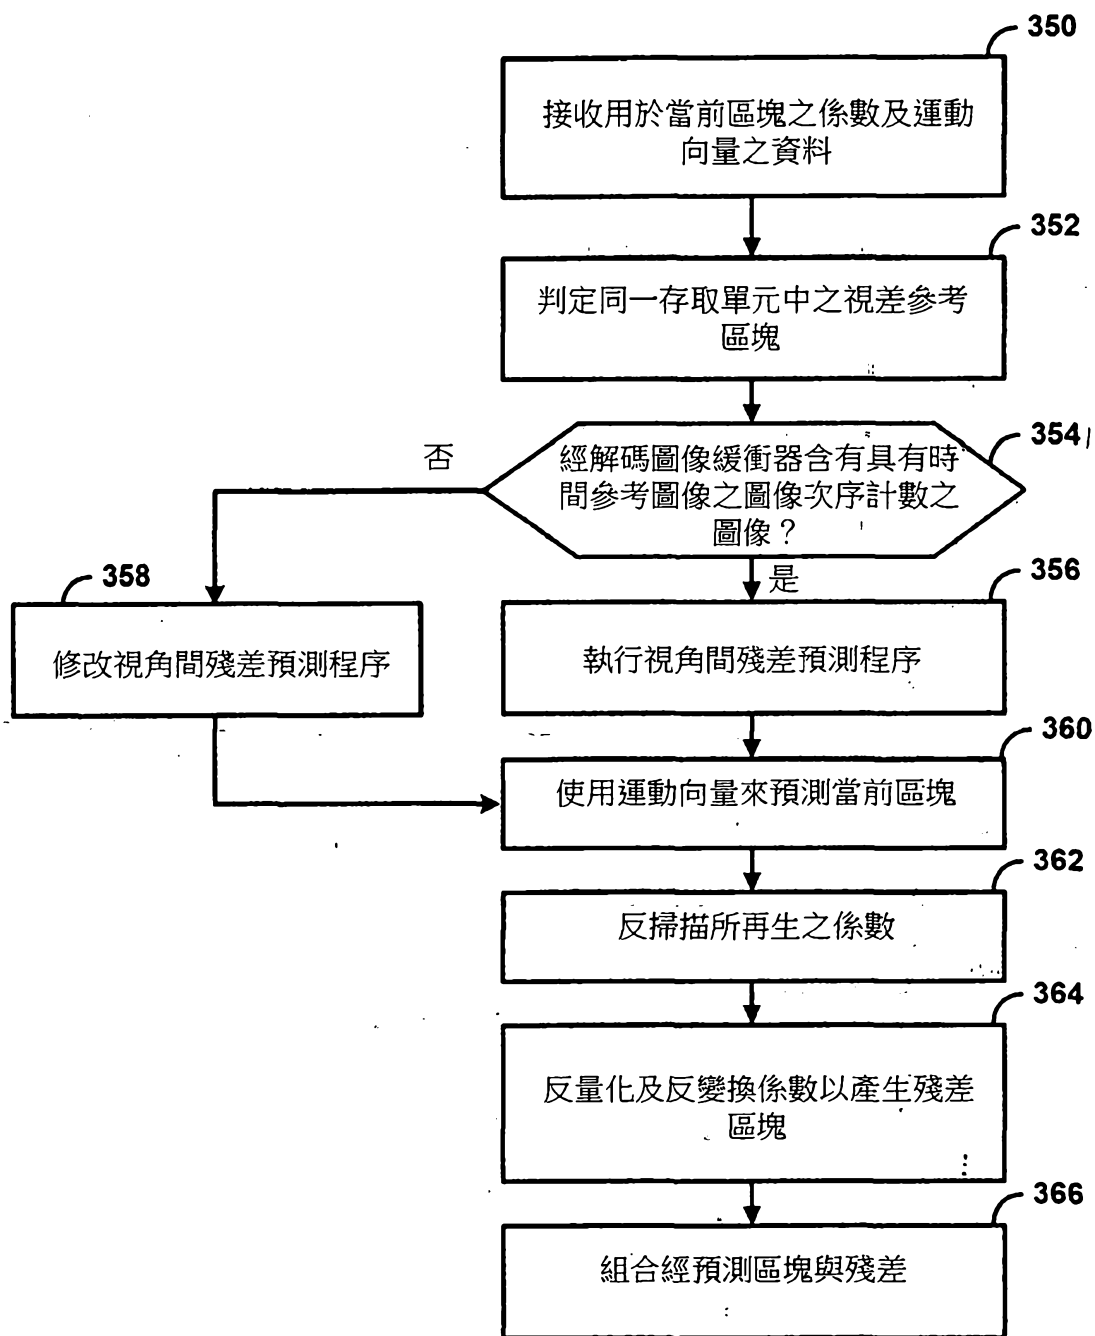 350
接收用於當前區塊之係數及運動
向量之資料
352
判定同一存取單元中之視差參考
區塊
354
否
經解碼圖像緩衝器含有具有時
間參考圖像之圖像次序計數之
圖像?
是
358
356
修改視角間殘差預測程序
執行視角間殘差預測程序
360
使用運動向量來預測當前區塊
362
反掃描所再生之係數
364
反量化及反變換係數以產生殘差
區塊
366
組合經預測區塊與殘差